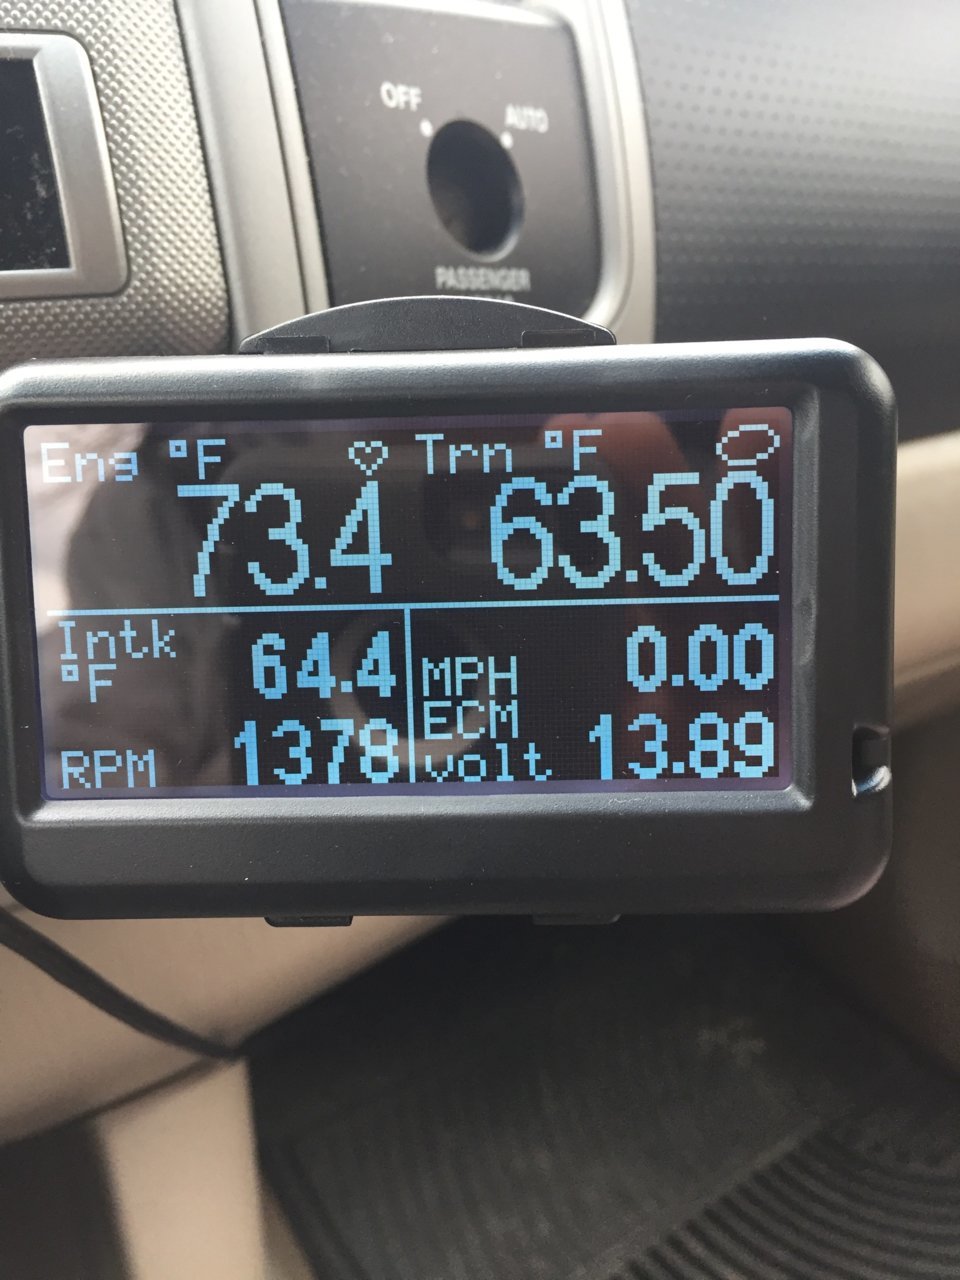 OFF
AUTO
PASSENGER
Eng °F
73.4
Trn °F
63.50
Intk
°F
64.4
RPM 1378
MPH 0.00
ECM
volt 13.89